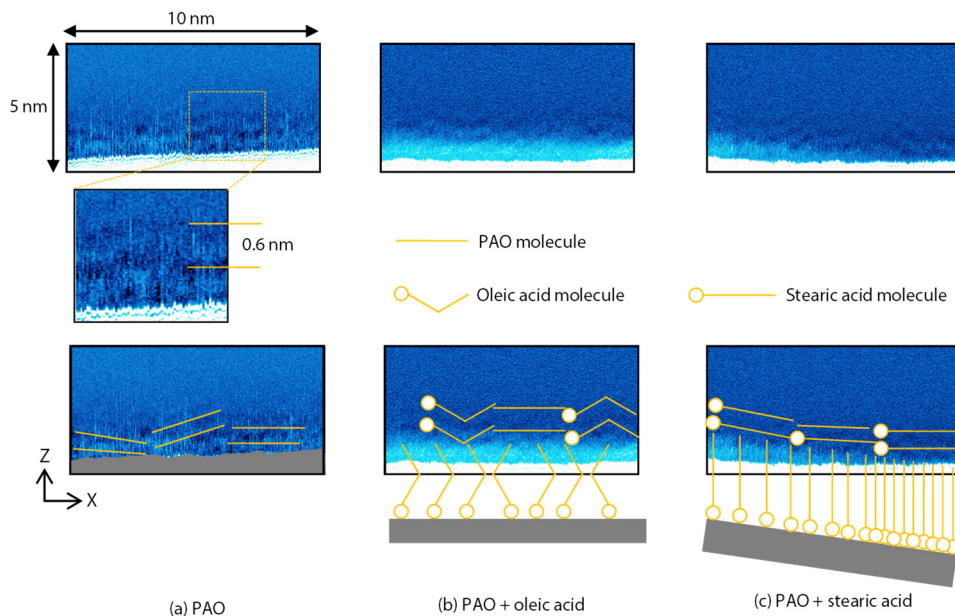 10 nm
5 nm
0.6 nm
PAO molecule
Oleic acid molecule
Stearic acid molecule
Z
X
(a) PAO
(b) PAO + oleic acid
(c) PAO + stearic acid